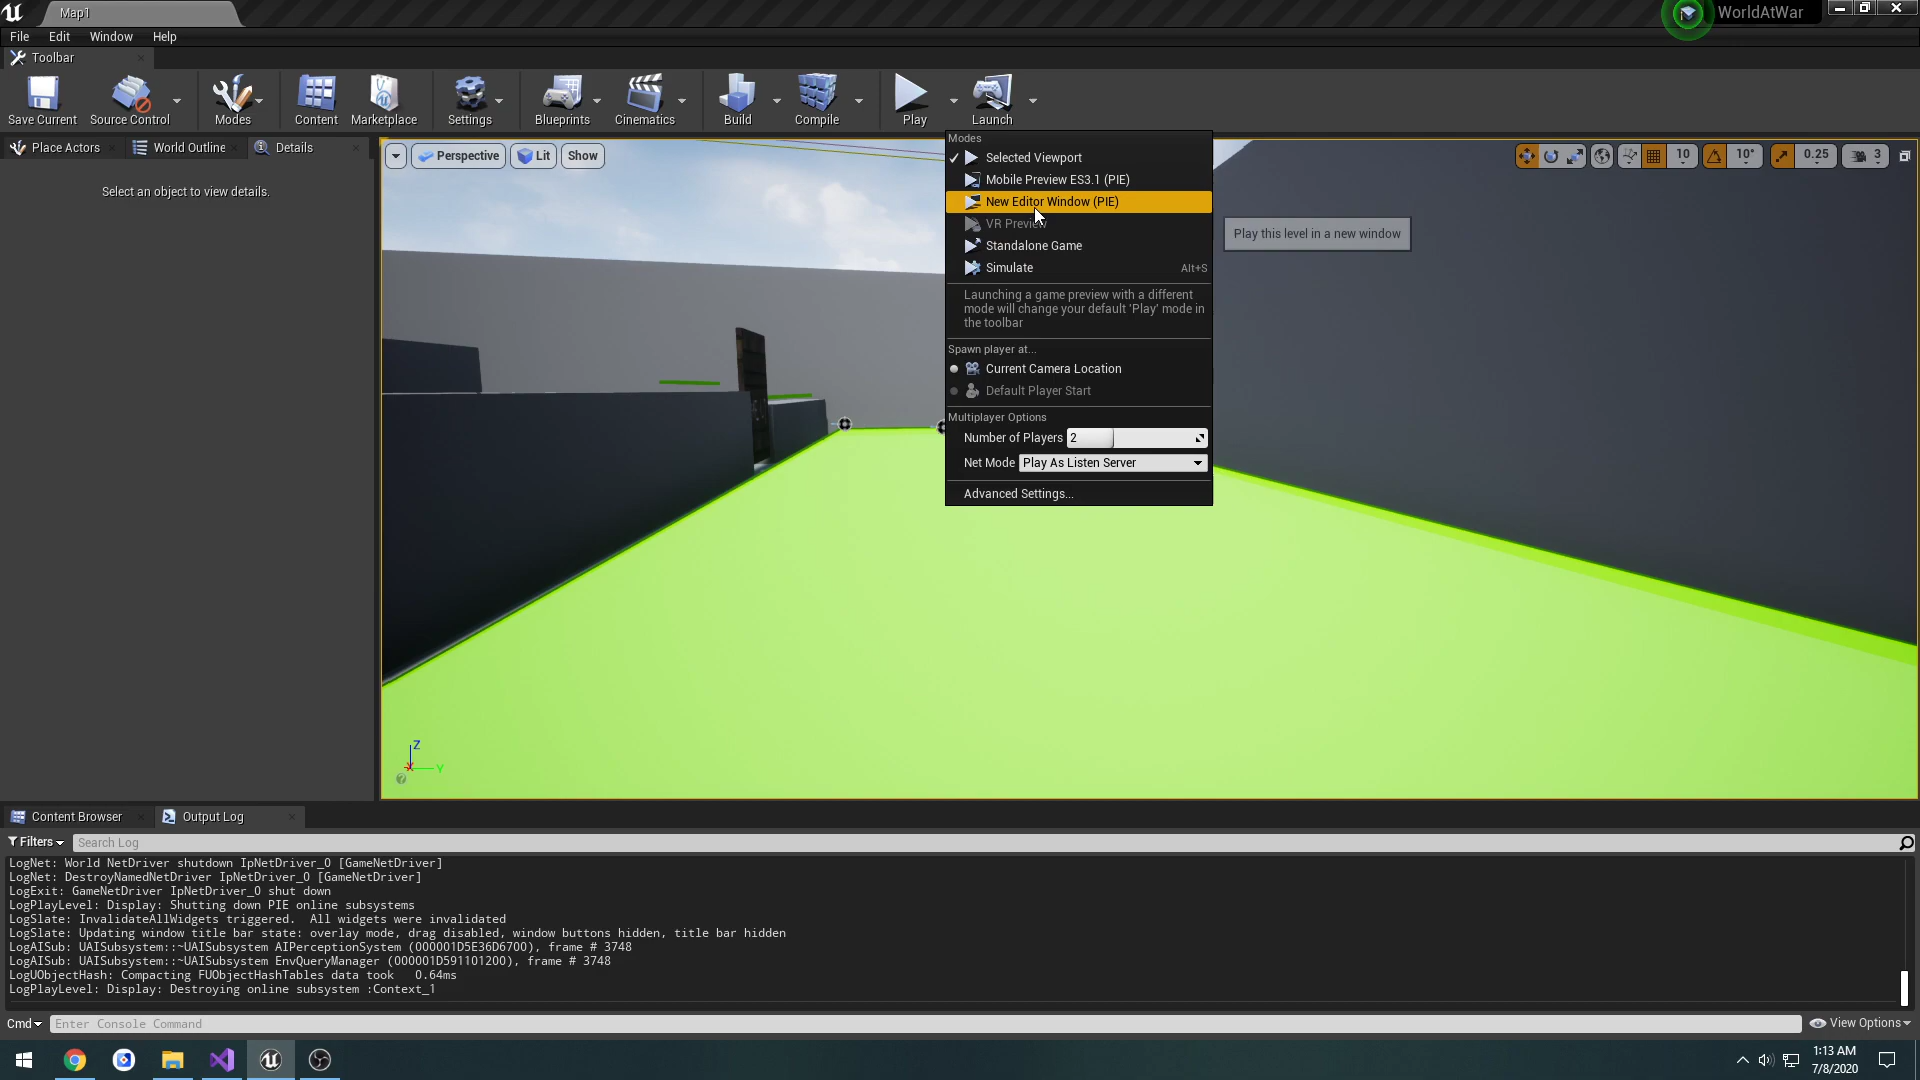 Map1
WorldAtWar
File Edit Window Help
Toolbar
Save Current Source Control Modes Content Marketplace Settings Blueprints Cinematics Build Compile Play Launch
Place Actors World Outline Details
Select an object to view details.
Perspective Lit Show
10 10° 0.25 3
Modes
Selected Viewport
Mobile Preview ES3.1 (PIE)
New Editor Window (PIE)
VR Preview
Standalone Game
Simulate Alt+S
Launching a game preview with a different
mode will change your default 'Play' mode in
the toolbar
Spawn player at...
Current Camera Location
Default Player Start
Multiplayer Options
Number of Players 2
Net Mode Play As Listen Server
Advanced Settings...
Play this level in a new window
Z
X Y
Content Browser Output Log
Filters Search Log
LogNet: World NetDriver shutdown IpNetDriver_0 [GameNetDriver]
LogNet: DestroyNamedNetDriver IpNetDriver_0 [GameNetDriver]
LogExit: GameNetDriver IpNetDriver_0 shut down
LogPlayLevel: Display: Shutting down PIE online subsystems
LogSlate: InvalidateAllWidgets triggered.  All widgets were invalidated
LogSlate: Updating window title bar state: overlay mode, drag disabled, window buttons hidden, title bar hidden
LogAISub: UAISubsystem::~UAISubsystem AIPerceptionSystem (000001D5E36D6700), frame # 3748
LogAISub: UAISubsystem::~UAISubsystem EnvQueryManager (000001D591101200), frame # 3748
LogUObjectHash: Compacting FUObjectHashTables data took   0.64ms
LogPlayLevel: Display: Destroying online subsystem :Context_1
Cmd Enter Console Command View Options
1:13 AM
7/8/2020